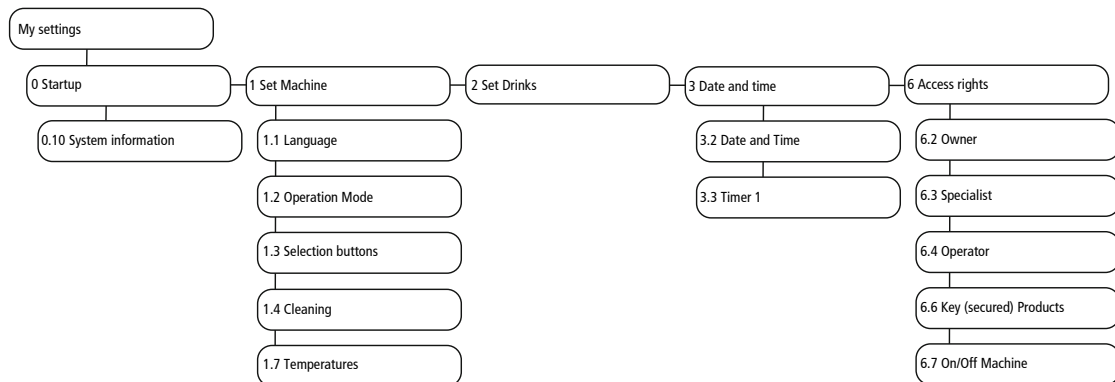 My settings
0 Startup
0.10 System information
1 Set Machine
1.1 Language
1.2 Operation Mode
1.3 Selection buttons
1.4 Cleaning
1.7 Temperatures
2 Set Drinks
3 Date and time
3.2 Date and Time
3.3 Timer 1
6 Access rights
6.2 Owner
6.3 Specialist
6.4 Operator
6.6 Key (secured) Products
6.7 On/Off Machine